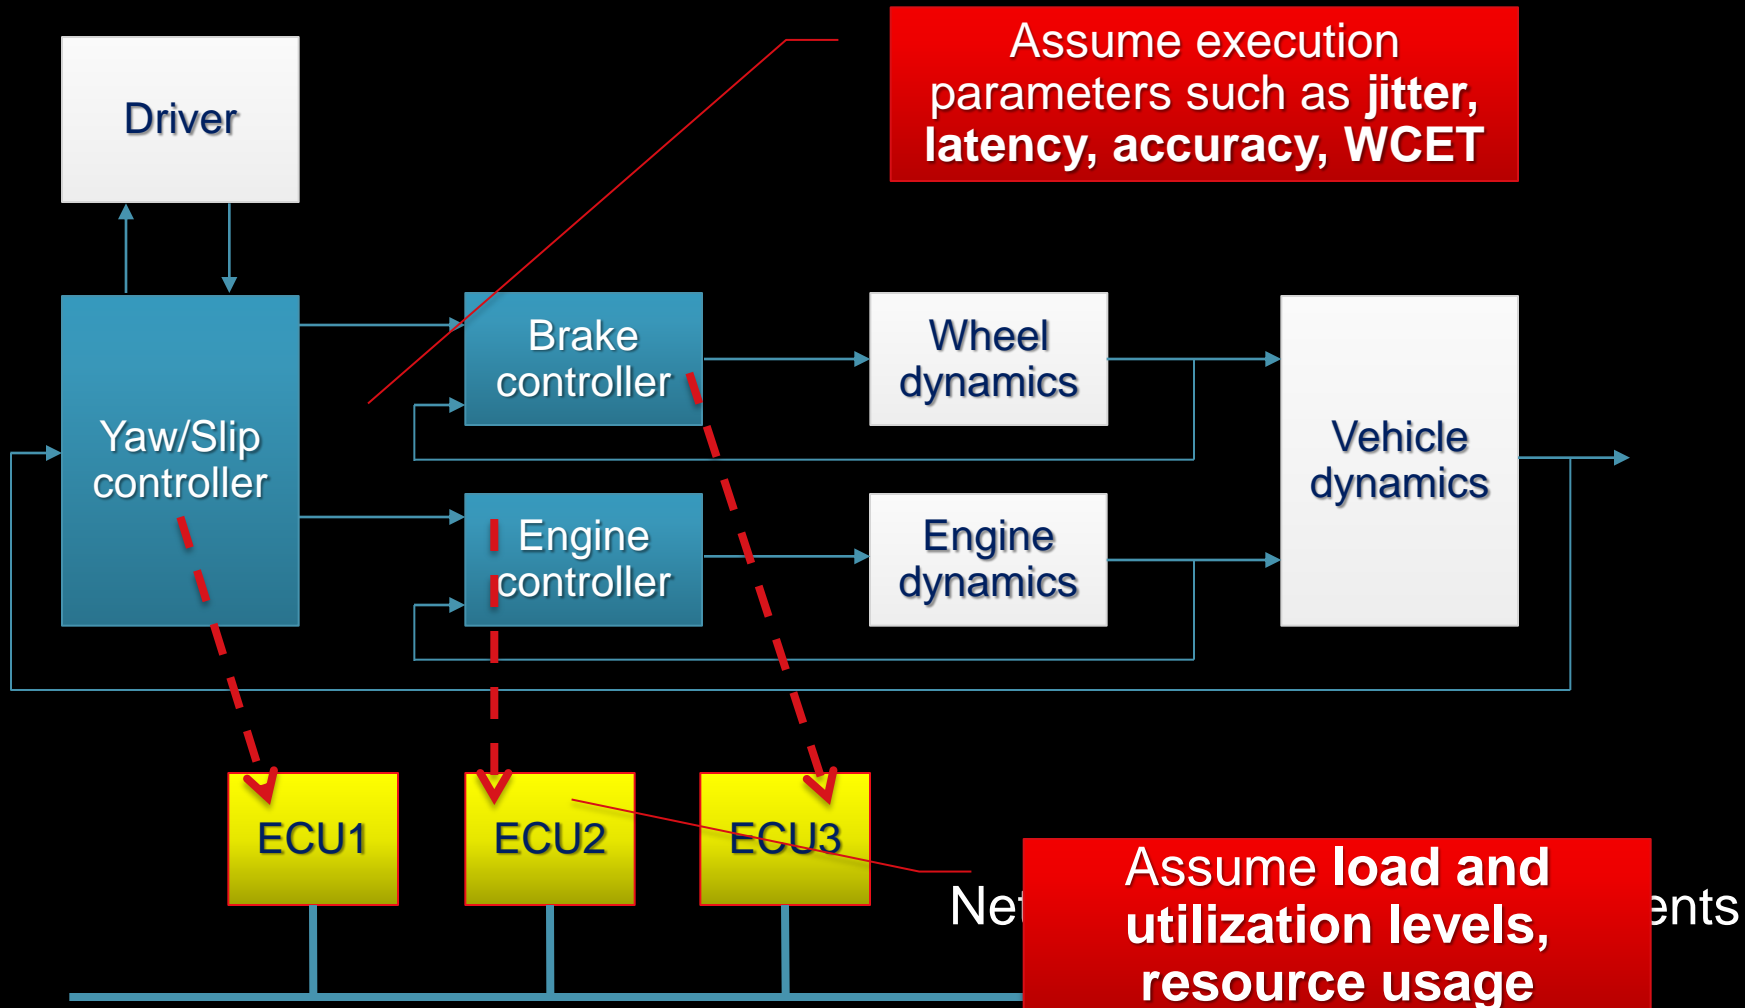 Assume execution
parameters such as jitter,
latency, accuracy, WCET
Driver
Brake
controller
Wheel
dynamics
Yaw/Slip
controller
Vehicle
dynamics
Engine
controller
Engine
dynamics
ECU1
ECU2
ECU3
Assume load and
utilization levels,
resource usage